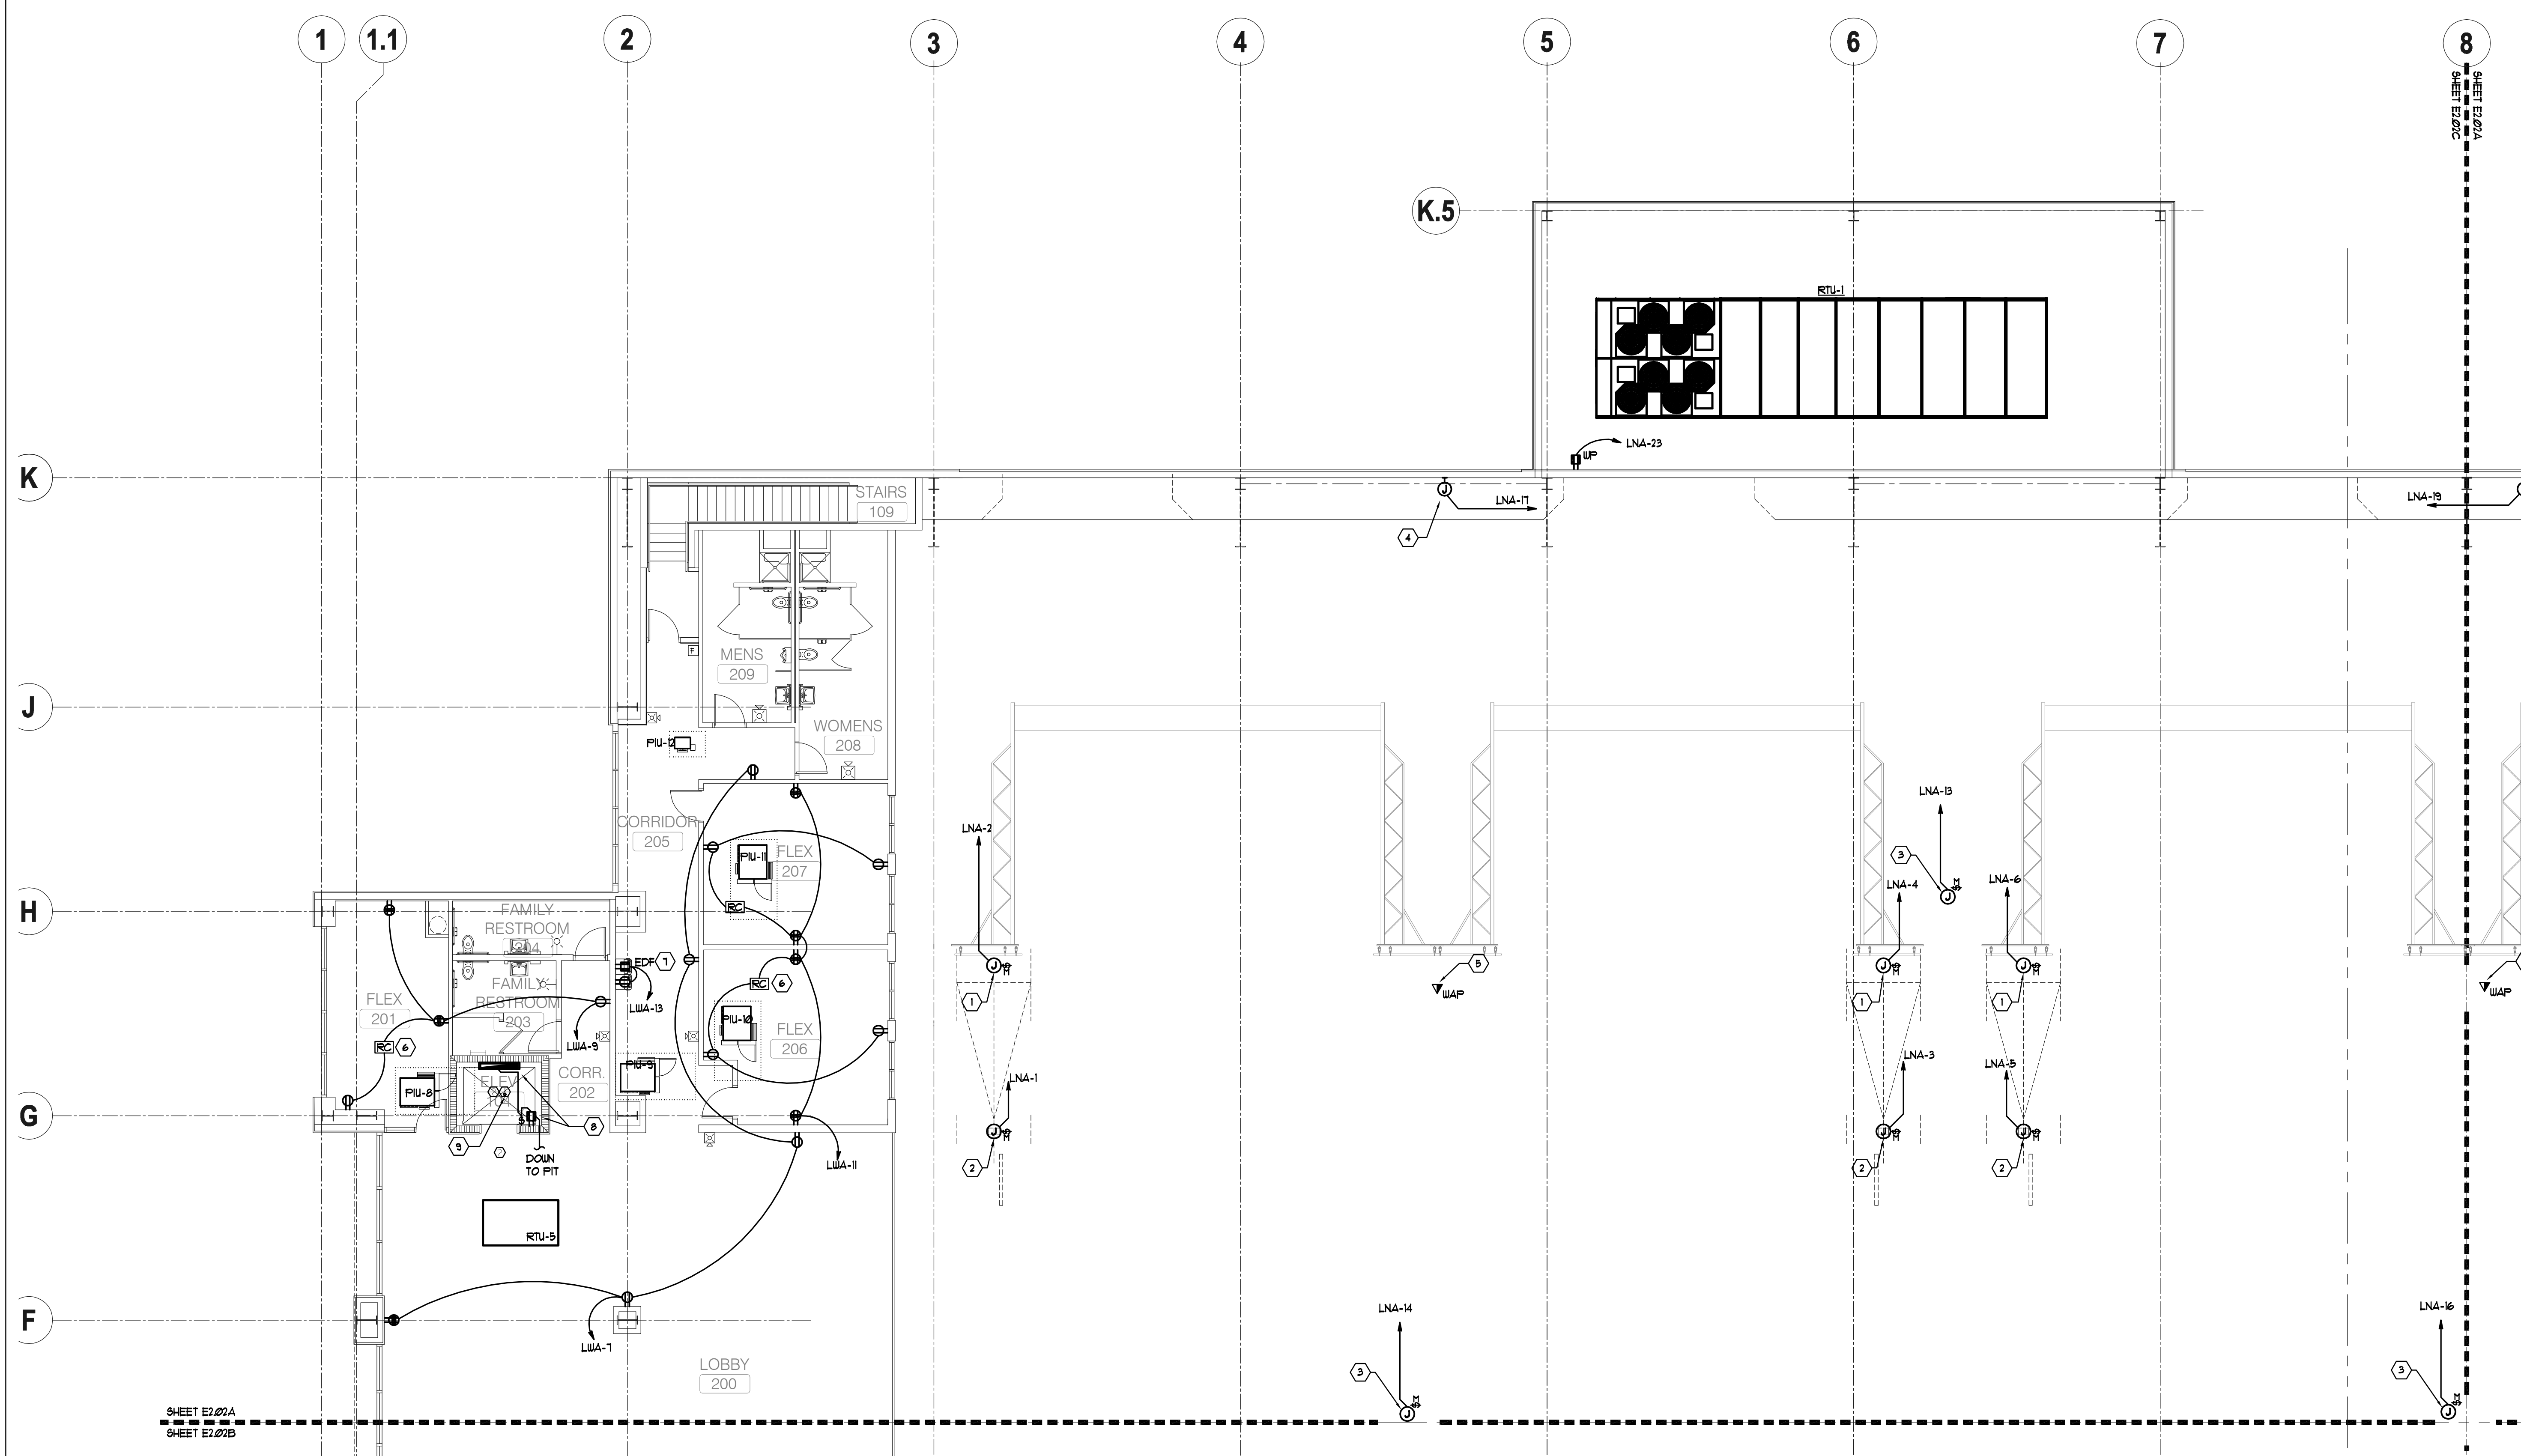 1
1.1
2
3
4
5
6
7
8
SHEET E2.02A
SHEET E2.02C
K.5
RTU-1
LNA-23
WP
K
STAIRS
109
J
LNA-17
4
LNA-19
F
MENS
209
J
WOMENS
208
PIU-12
CORRIDOR
205
LNA-2
LNA-13
PIU-11
FLEX
207
3
J
LNA-4
LNA-6
RC
H
FAMILY
RESTROOM
204
EDF
7
J
5
J
J
WAP
WAP
FAMILY
RESTROOM
203
RC
6
FLEX
201
LWA-13
1
1
1
PIU-10
FLEX
206
RC
6
LWA-9
LNA-3
LNA-5
PIU-9
LNA-1
ELEV.
CORR.
202
PIU-8
G
$
8
9
2
DOWN
TO PIT
J
J
J
LWA-11
2
2
2
RTU-5
F
LNA-14
LNA-16
LWA-7
LOBBY
200
3
J
3
J
SHEET E2.02A
SHEET E2.02B